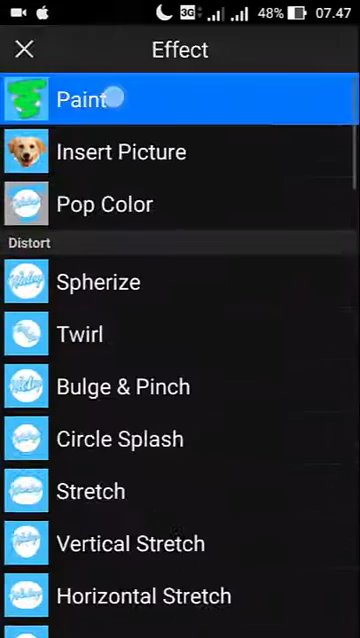 3G 48% 07.47
Effect
Paint
Insert Picture
Pop Color
Distort
Spherize
Twirl
Bulge & Pinch
Circle Splash
Stretch
Vertical Stretch
Horizontal Stretch